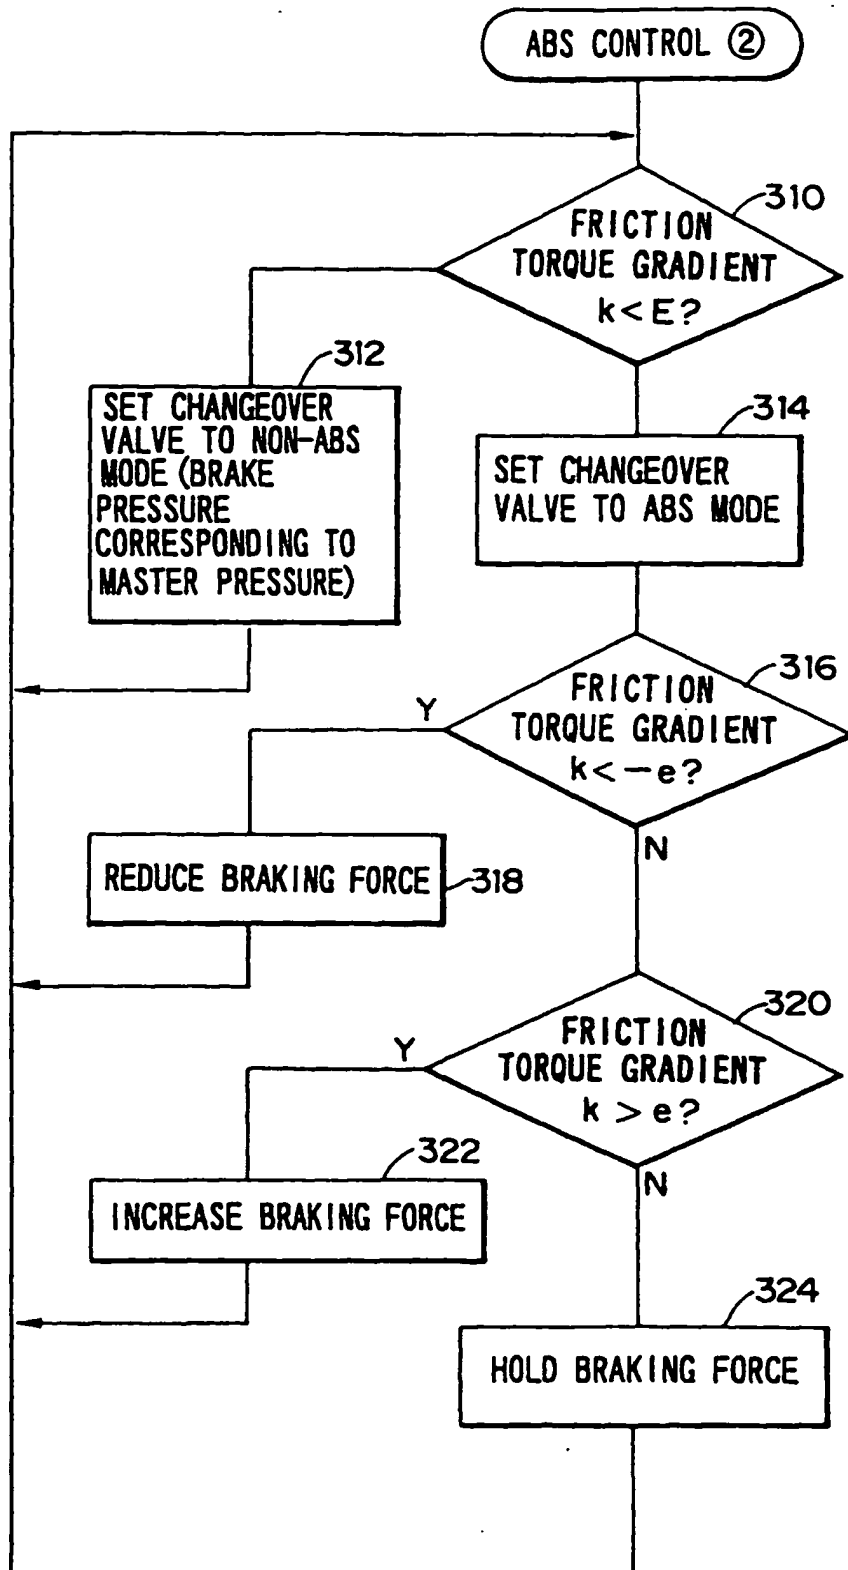 ABS CONTROL ②
310
FRICTION
TORQUE GRADIENT
k < E?
312
SET CHANGEOVER
VALVE TO NON-ABS
MODE (BRAKE
PRESSURE
CORRESPONDING TO
MASTER PRESSURE)
314
SET CHANGEOVER
VALVE TO ABS MODE
316
FRICTION
TORQUE GRADIENT
k < -e?
Y
N
REDUCE BRAKING FORCE
318
320
FRICTION
TORQUE GRADIENT
k > e?
Y
N
322
INCREASE BRAKING FORCE
324
HOLD BRAKING FORCE